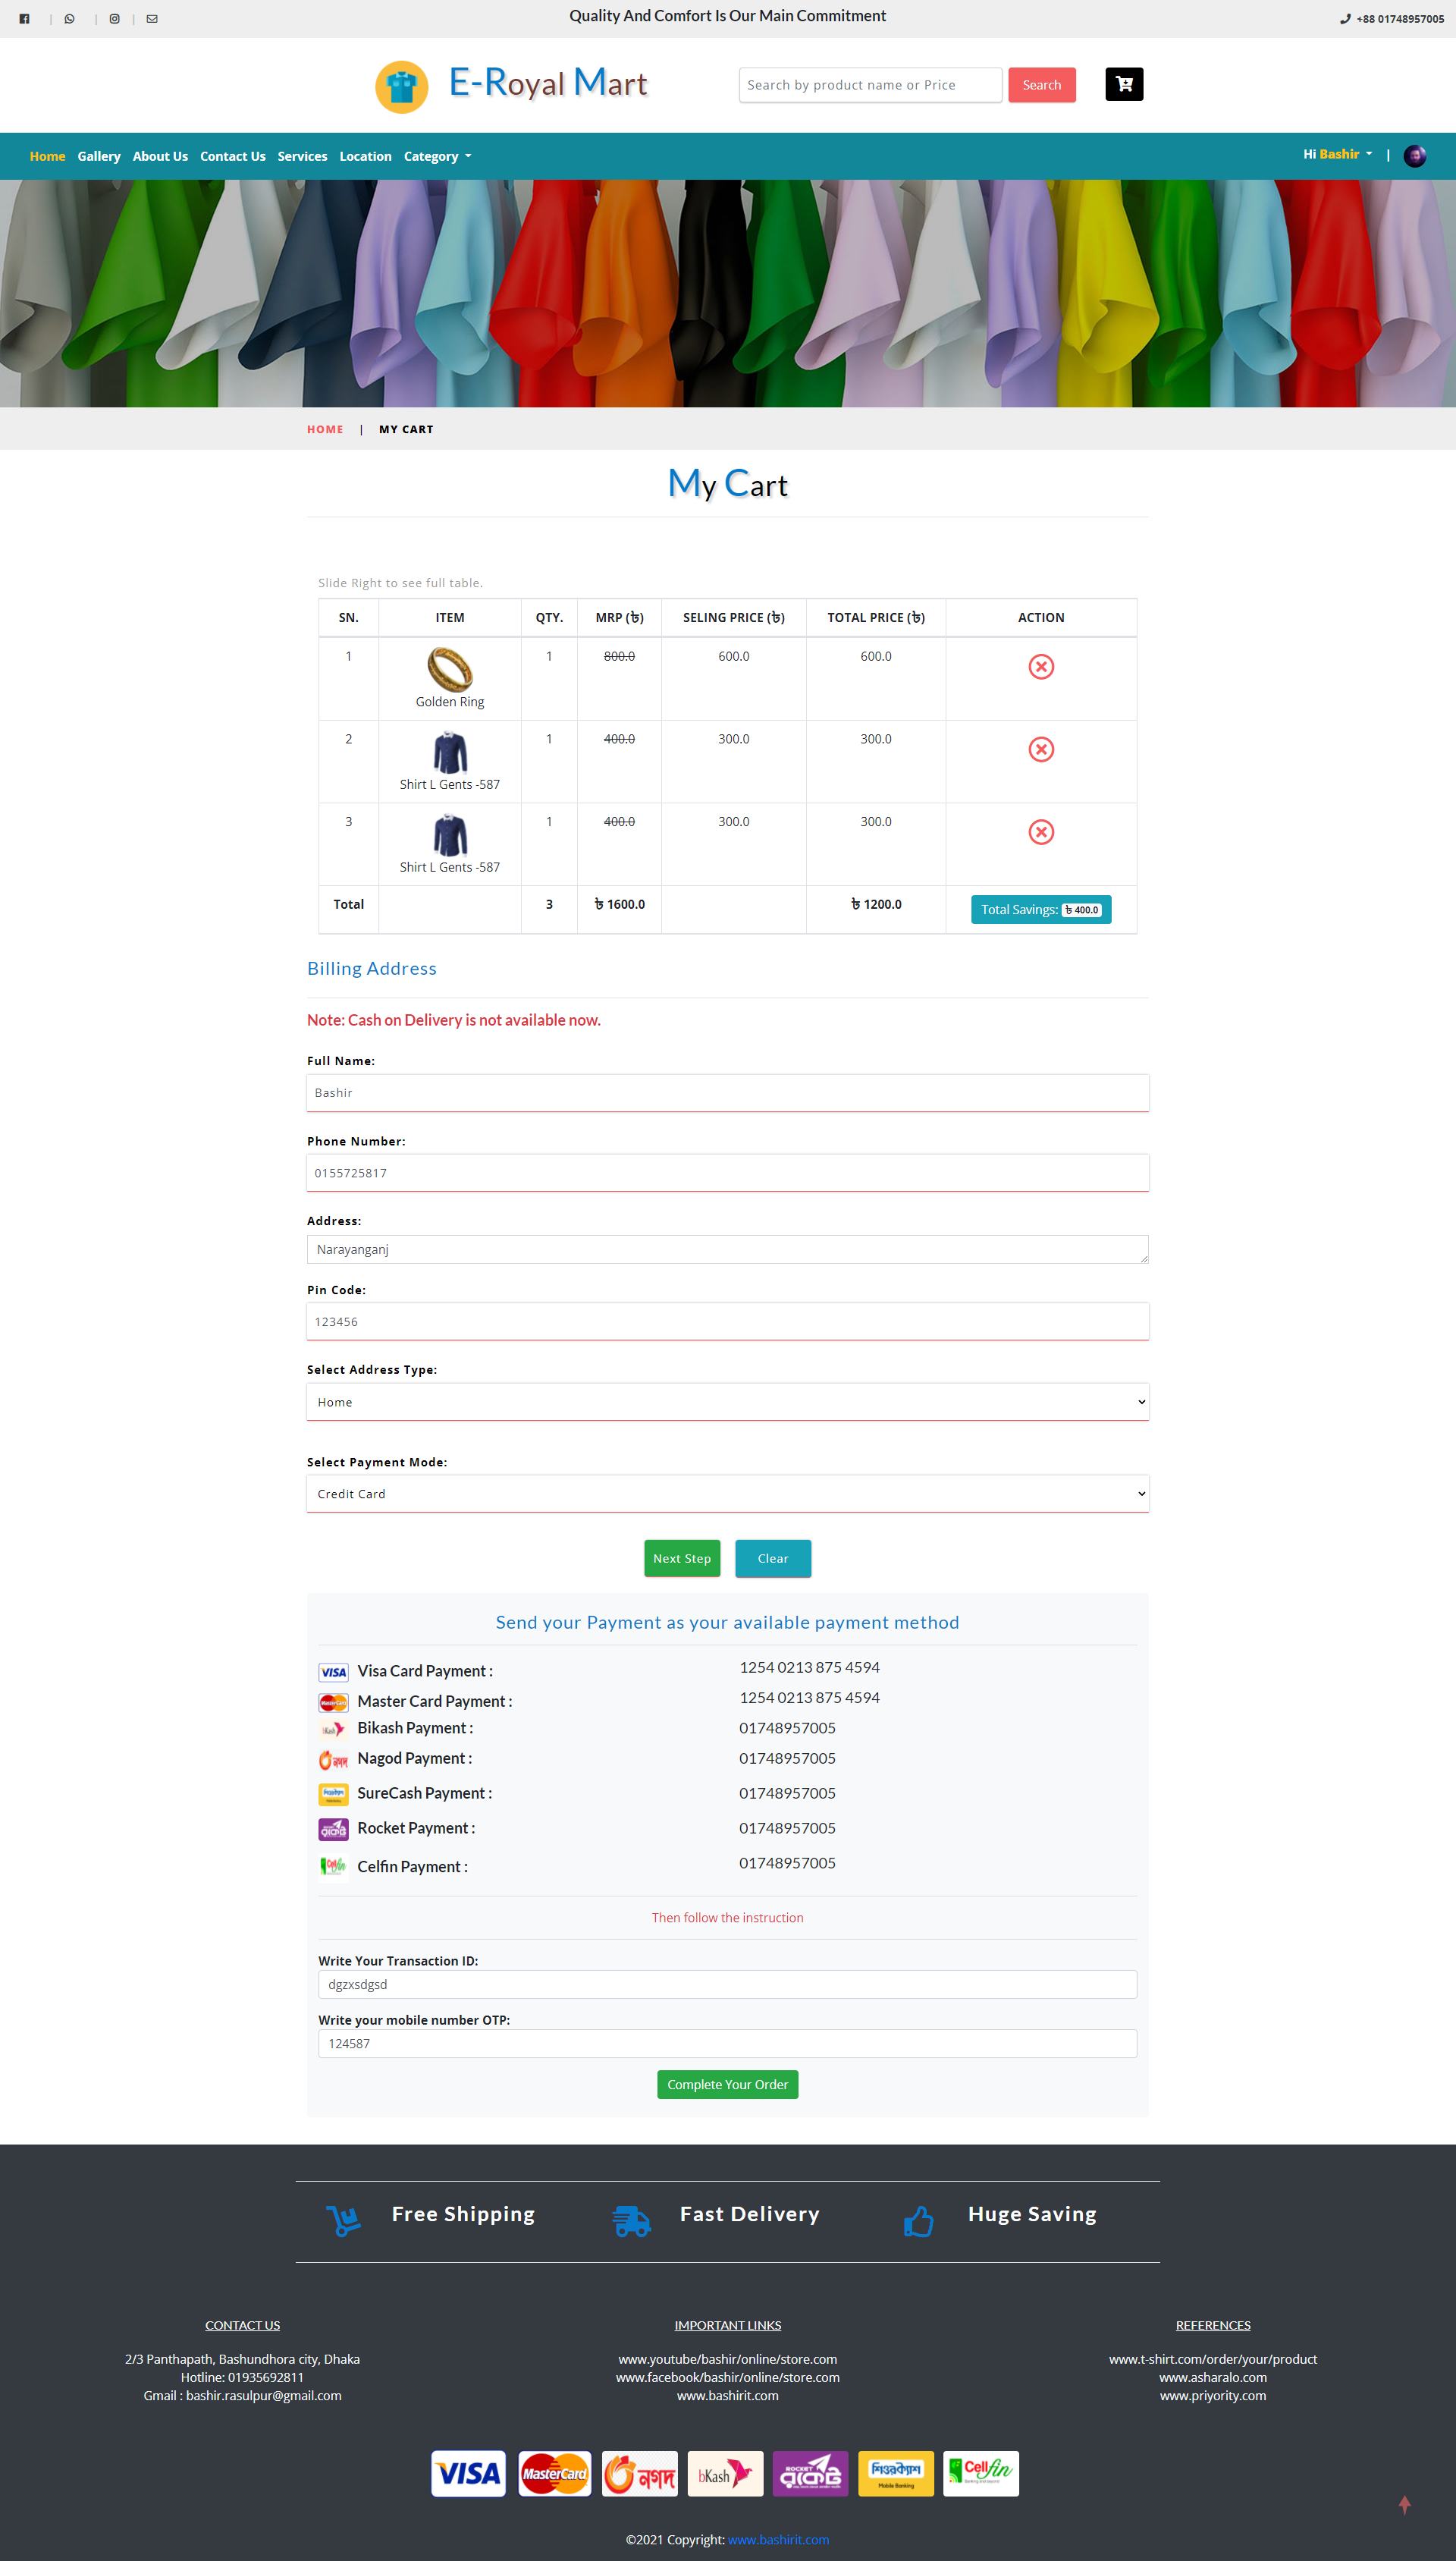 Quality And Comfort Is Our Main Commitment
+88 01748957005
E-Royal Mart
Search by product name or Price
Search
Home Gallery About Us Contact Us Services Location Category
Hi Bashir |
HOME | MY CART
My Cart
Slide Right to see full table.
SN. ITEM QTY. MRP (৳) SELING PRICE (৳) TOTAL PRICE (৳) ACTION
1 Golden Ring 1 800.0 600.0 600.0
2 Shirt L Gents -587 1 400.0 300.0 300.0
3 Shirt L Gents -587 1 400.0 300.0 300.0
Total 3 ৳ 1600.0 ৳ 1200.0 Total Savings: ৳ 400.0
Billing Address
Note: Cash on Delivery is not available now.
Full Name:
Bashir
Phone Number:
0155725817
Address:
Narayanganj
Pin Code:
123456
Select Address Type:
Home
Select Payment Mode:
Credit Card
Next Step Clear
Send your Payment as your available payment method
VISA Visa Card Payment : 1254 0213 875 4594
MasterCard Master Card Payment : 1254 0213 875 4594
bKash Bikash Payment : 01748957005
নগদ Nagod Payment : 01748957005
SureCash Payment : 01748957005
রকেট Rocket Payment : 01748957005
Celfin Payment : 01748957005
Then follow the instruction
Write Your Transaction ID:
dgzxsdgsd
Write your mobile number OTP:
124587
Complete Your Order
Free Shipping Fast Delivery Huge Saving
CONTACT US
2/3 Panthapath, Bashundhora city, Dhaka
Hotline: 01935692811
Gmail : bashir.rasulpur@gmail.com
IMPORTANT LINKS
www.youtube/bashir/online/store.com
www.facebook/bashir/online/store.com
www.bashirit.com
REFERENCES
www.t-shirt.com/order/your/product
www.asharalo.com
www.priyority.com
VISA MasterCard নগদ bKash ROCKET রকেট শিওরক্যাশ Mobile Banking Cellfin
©2021 Copyright: www.bashirit.com